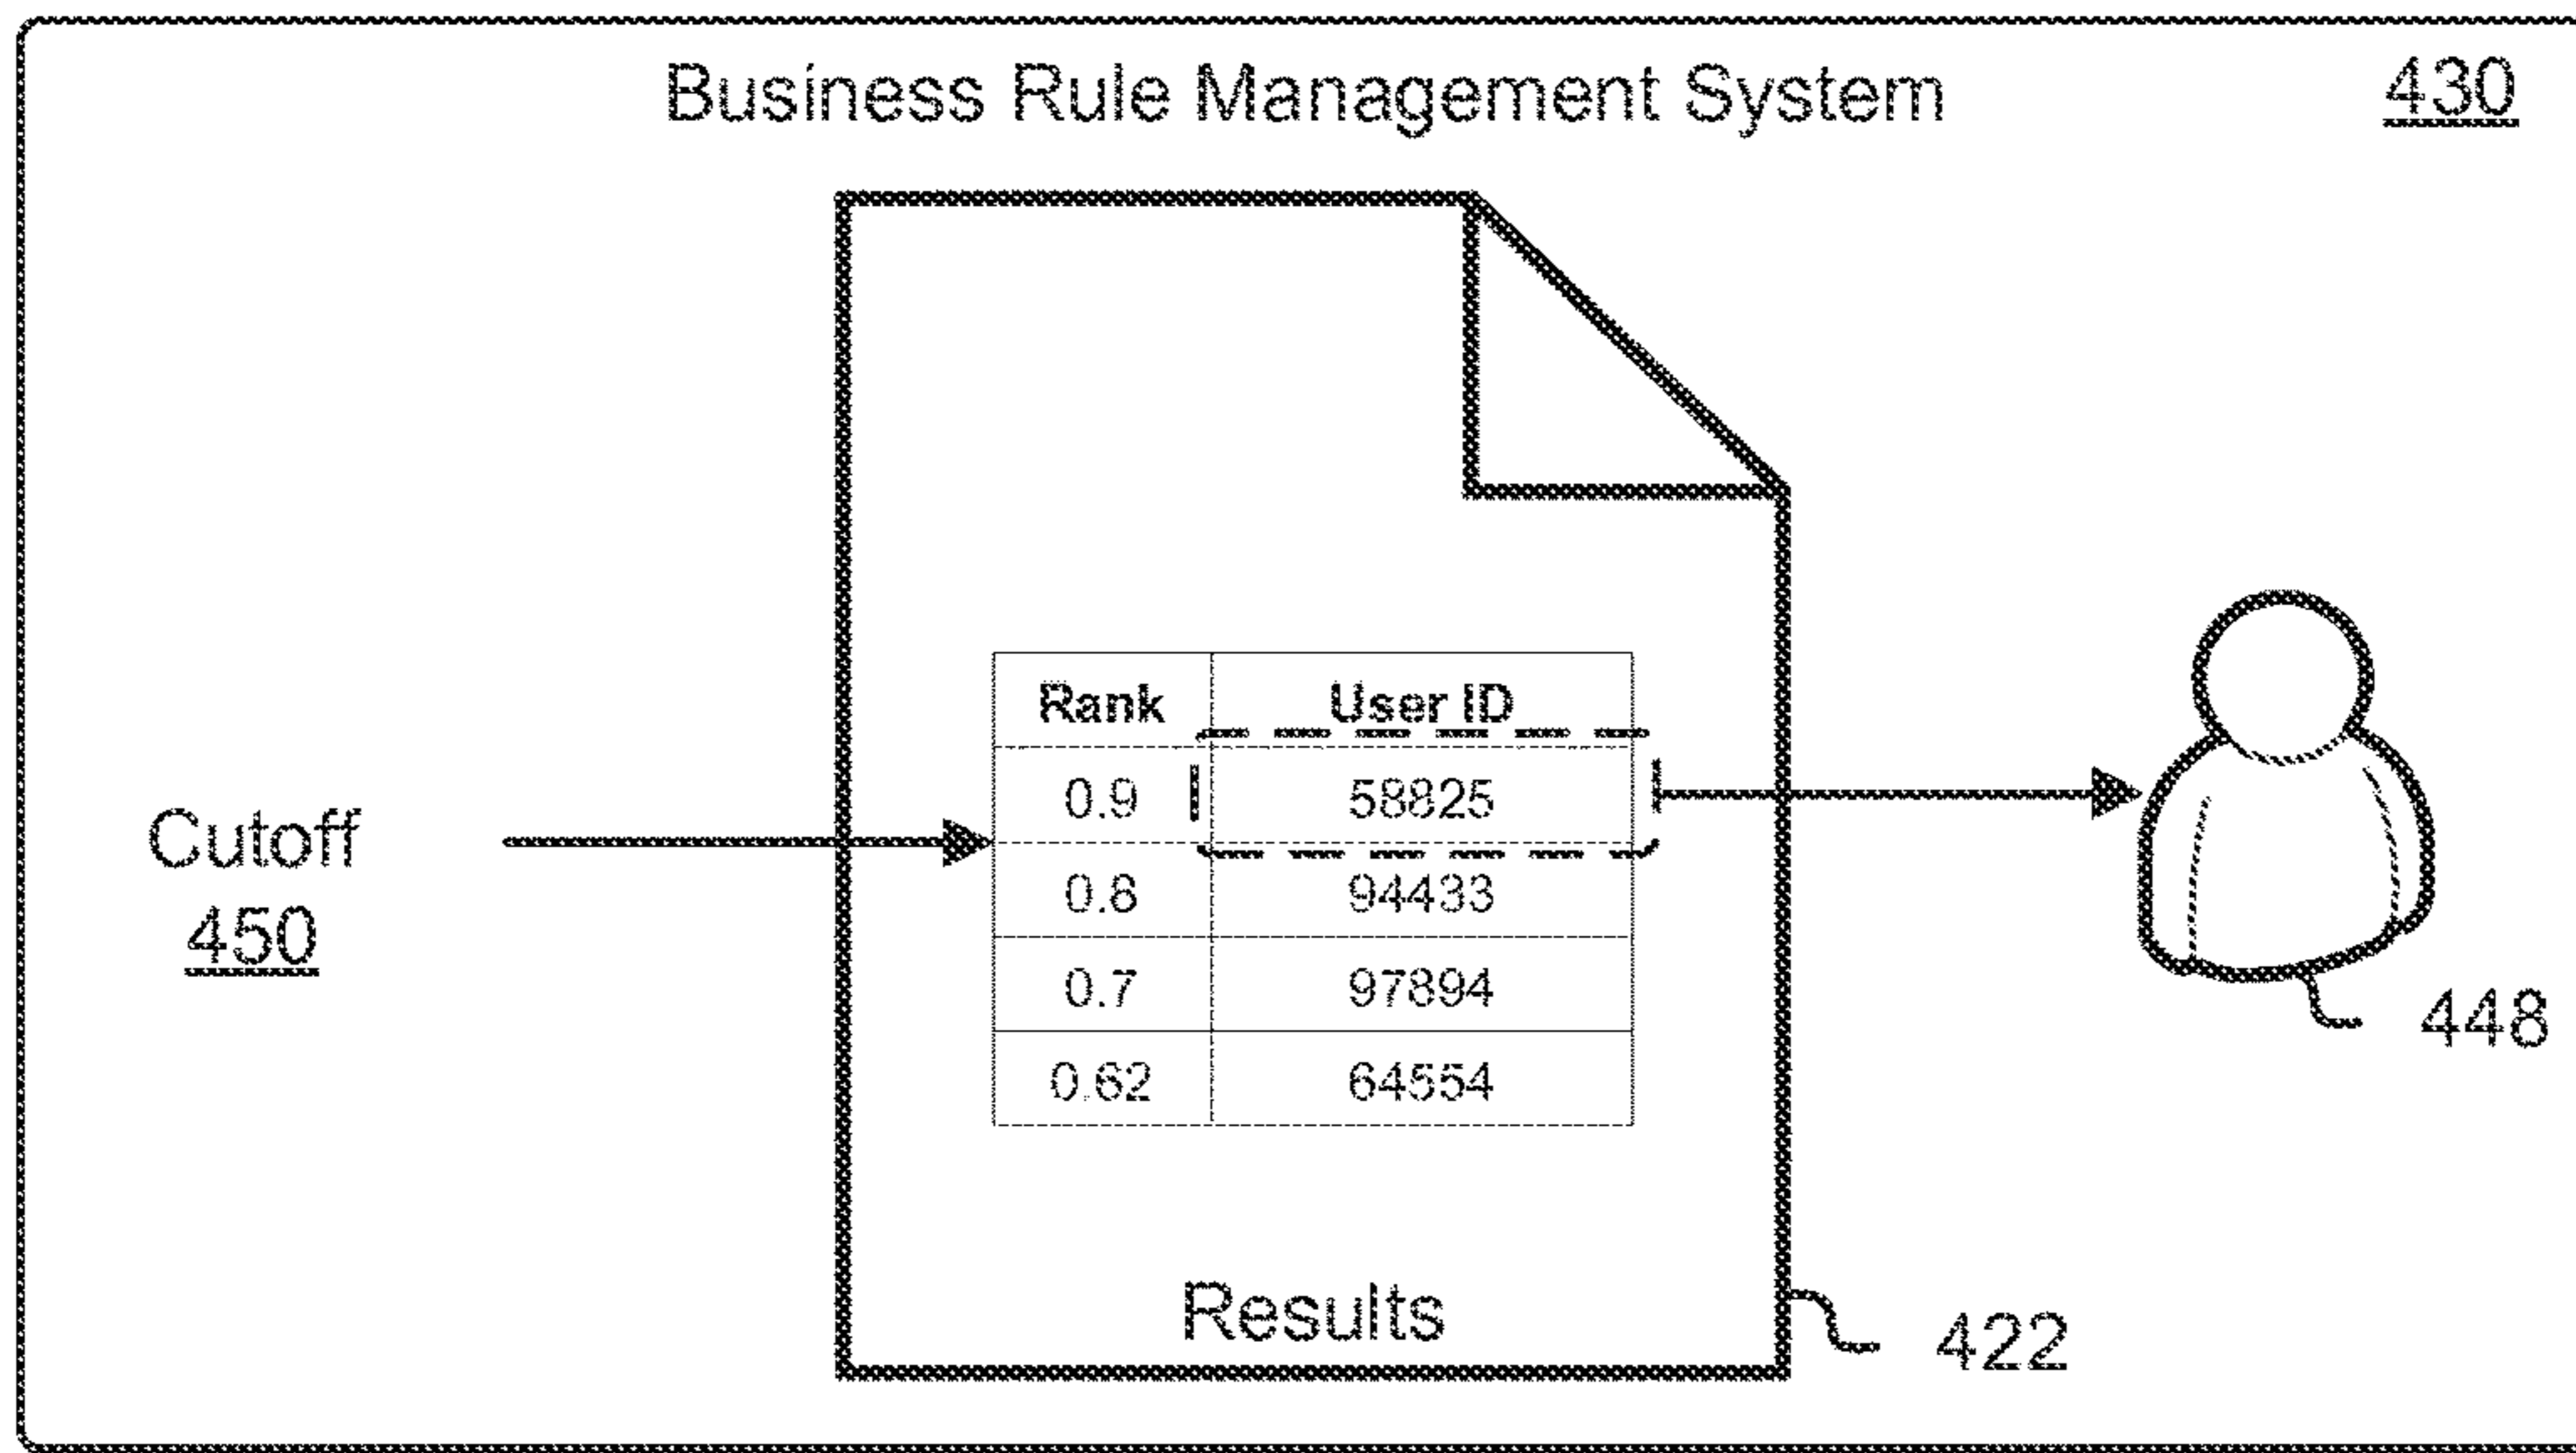 Business Rule Management System 430
Rank User ID
0.9 58825
Cutoff
0.8 94433
450
0.7 97894
448
0.62 64554
Results
422